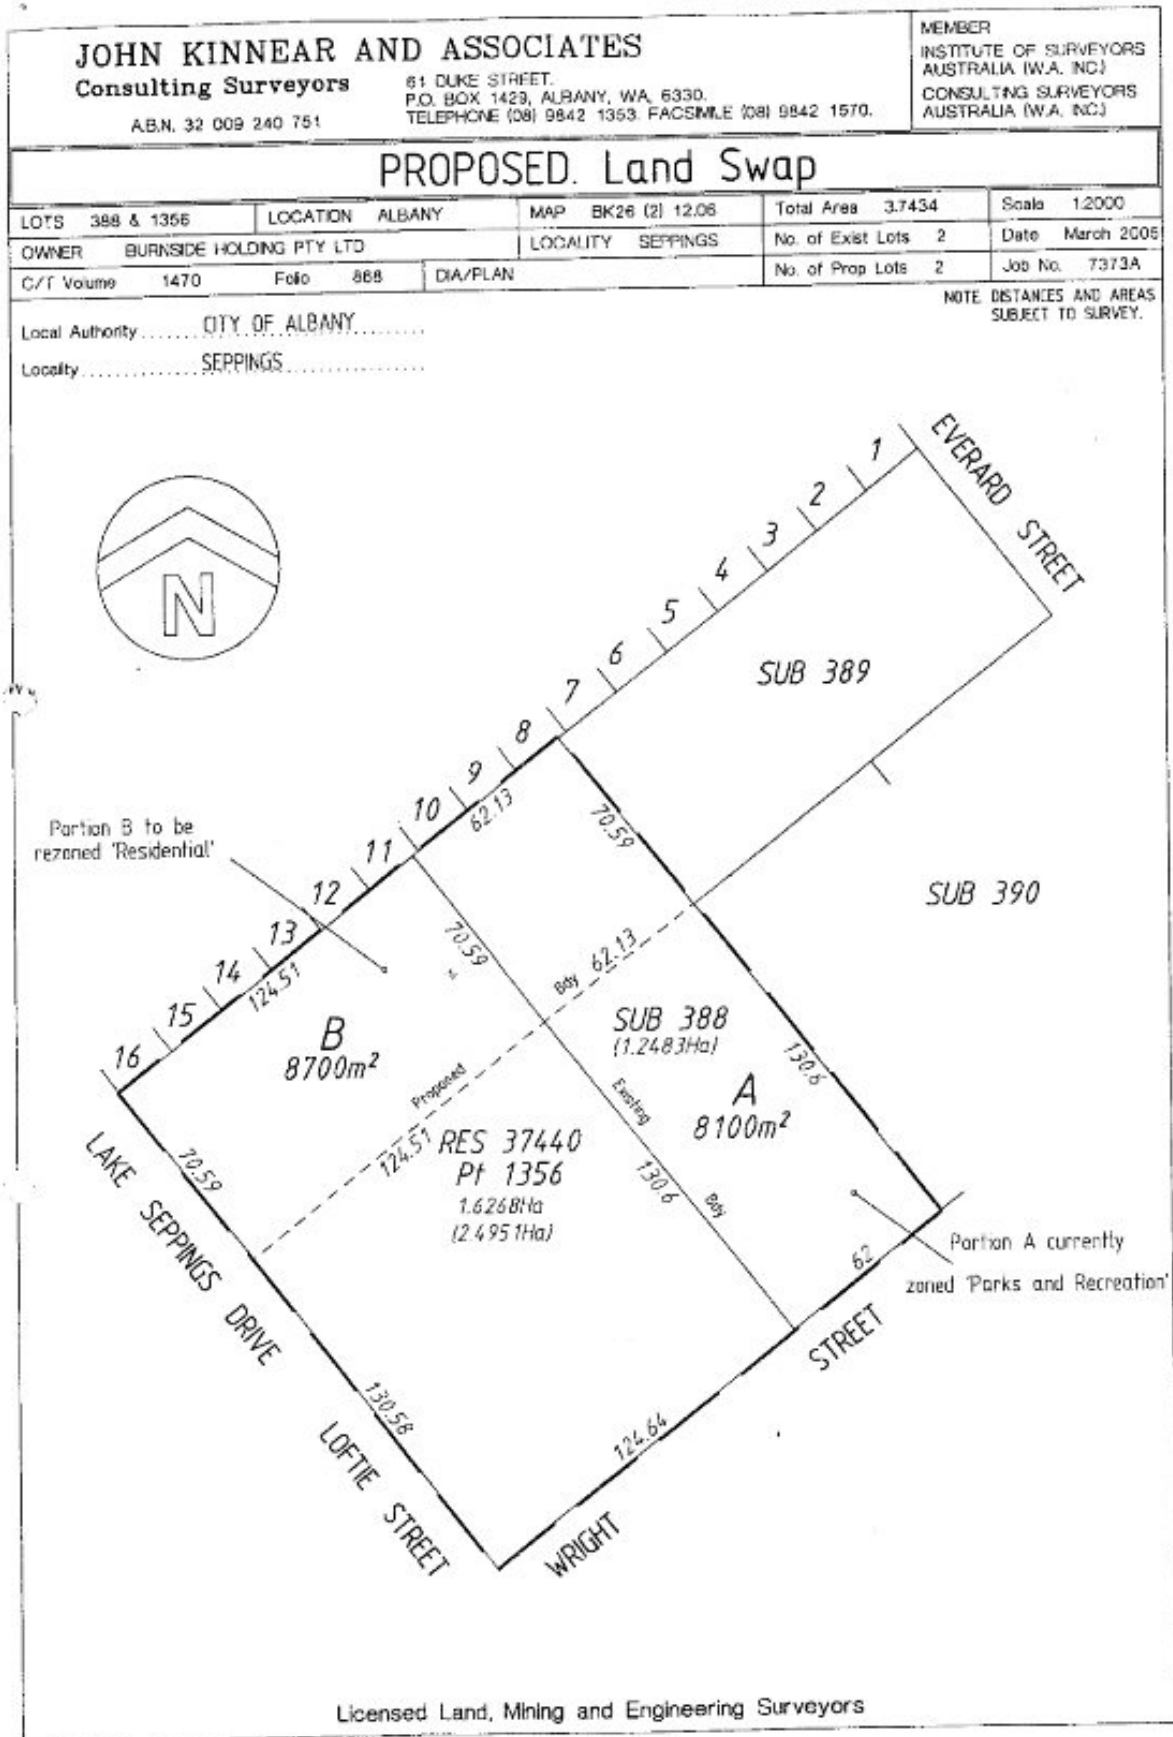 JOHN KINNEAR AND ASSOCIATES
Consulting Surveyors
A.B.N. 32 009 240 751
61 DUKE STREET.
P.O. BOX 1429, ALBANY, WA, 6330.
TELEPHONE (08) 9842 1353. FACSIMILE (08) 9842 1570.
MEMBER
INSTITUTE OF SURVEYORS
AUSTRALIA (W.A. INC.)
CONSULTING SURVEYORS
AUSTRALIA (W.A. INC.)
PROPOSED. Land Swap
LOTS 388 & 1356 LOCATION ALBANY MAP BK26 (2) 12.06 Total Area 3.7434 Scale 1:2000
OWNER BURNSIDE HOLDING PTY LTD LOCALITY SEPPINGS No. of Exist Lots 2 Date March 2005
C/T Volume 1470 Folio 868 DIA/PLAN No. of Prop Lots 2 Job No. 7373A
NOTE DISTANCES AND AREAS
SUBJECT TO SURVEY.
Local Authority CITY OF ALBANY
Locality SEPPINGS
N
EVERARD STREET
1
2
3
4
5
6
7
8
9
10
11
12
13
14
15
16
SUB 389
SUB 390
Portion B to be
rezoned 'Residential'
62.13
70.59
70.59
Bdy 62.13
124.51
B
8700m²
SUB 388
(1.2483Ha)
130.6
A
8100m²
Proposed
124.51
Existing
130.6
Bdy
RES 37440
Pt 1356
1.6268Ha
(2.4951Ha)
70.59
LAKE SEPPINGS DRIVE
Portion A currently
zoned 'Parks and Recreation'
62
130.58
124.64
LOFTIE STREET
WRIGHT STREET
Licensed Land, Mining and Engineering Surveyors